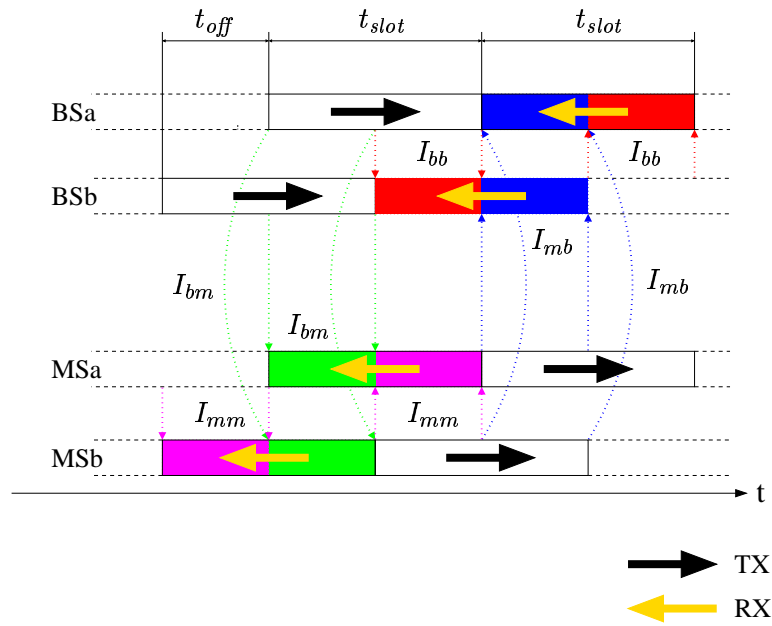 t_off t_slot t_slot
BSa
I_bb I_bb
BSb
I_mb
I_bm I_mb
I_bm
MSa
I_mm I_mm
MSb
t
TX
RX